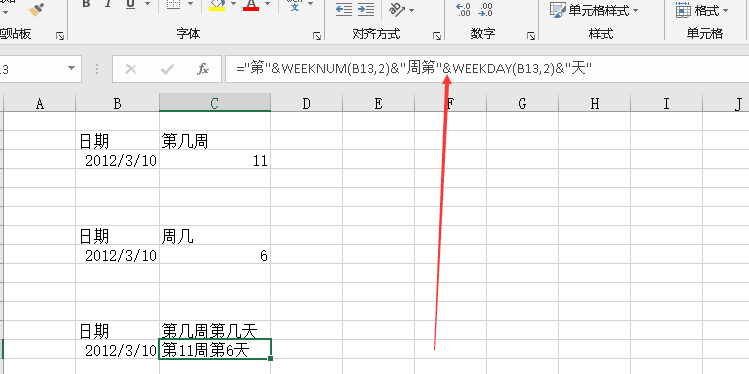 单元格样式 格式
剪贴板 字体 对齐方式 数字 样式 单元格
3 fx ="第"&WEEKNUM(B13,2)&"周第"&WEEKDAY(B13,2)&"天"
A B C D E F G H I J
日期 第几周
2012/3/10 11
日期 周几
2012/3/10 6
日期 第几周第几天
2012/3/10 第11周第6天